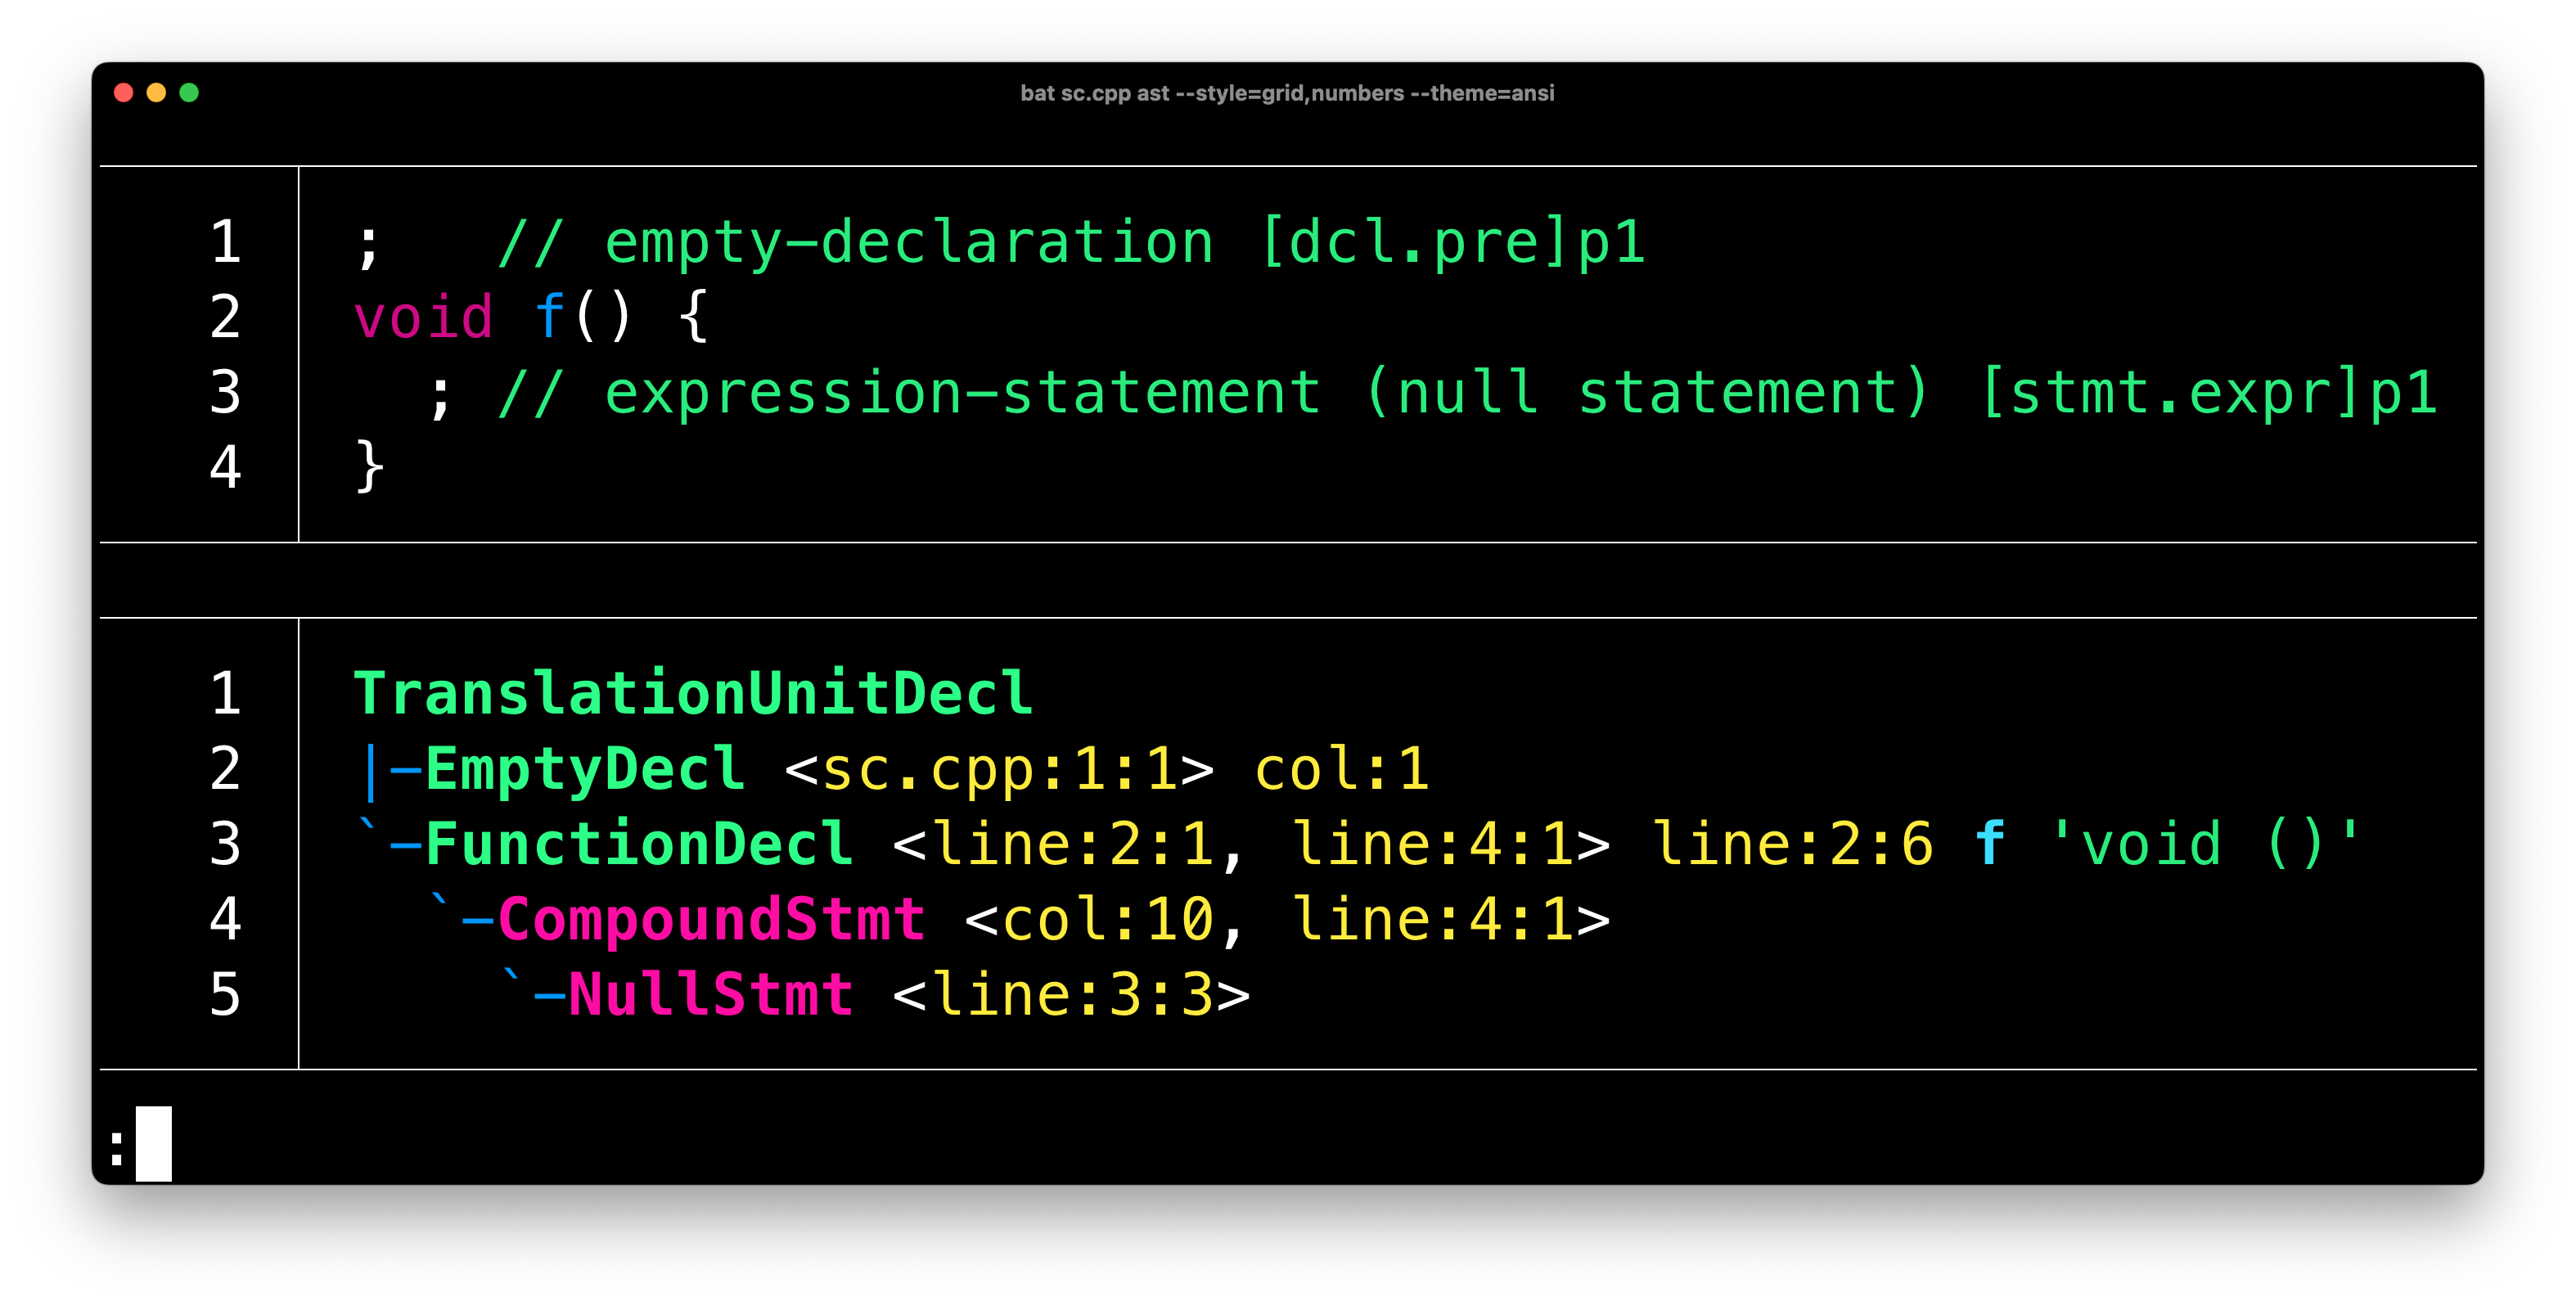 bat sc.cpp ast --style=grid,numbers --theme=ansi
1 ;   // empty-declaration [dcl.pre]p1
2 void f() {
3   ; // expression-statement (null statement) [stmt.expr]p1
4 }
1 TranslationUnitDecl
2 |-EmptyDecl <sc.cpp:1:1> col:1
3 `-FunctionDecl <line:2:1, line:4:1> line:2:6 f 'void ()'
4   `-CompoundStmt <col:10, line:4:1>
5     `-NullStmt <line:3:3>
: